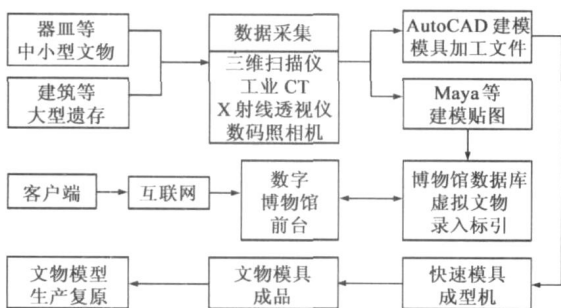 器皿等
中小型文物
建筑等
大型遗存
数据采集
三维扫描仪
工业 CT
X 射线透视仪
数码照相机
AutoCAD 建模
模具加工文件
Maya 等
建模贴图
客户端
互联网
数字
博物馆
前台
博物馆数据库
虚拟文物
录入标引
文物模型
生产复原
文物模具
成品
快速模具
成型机